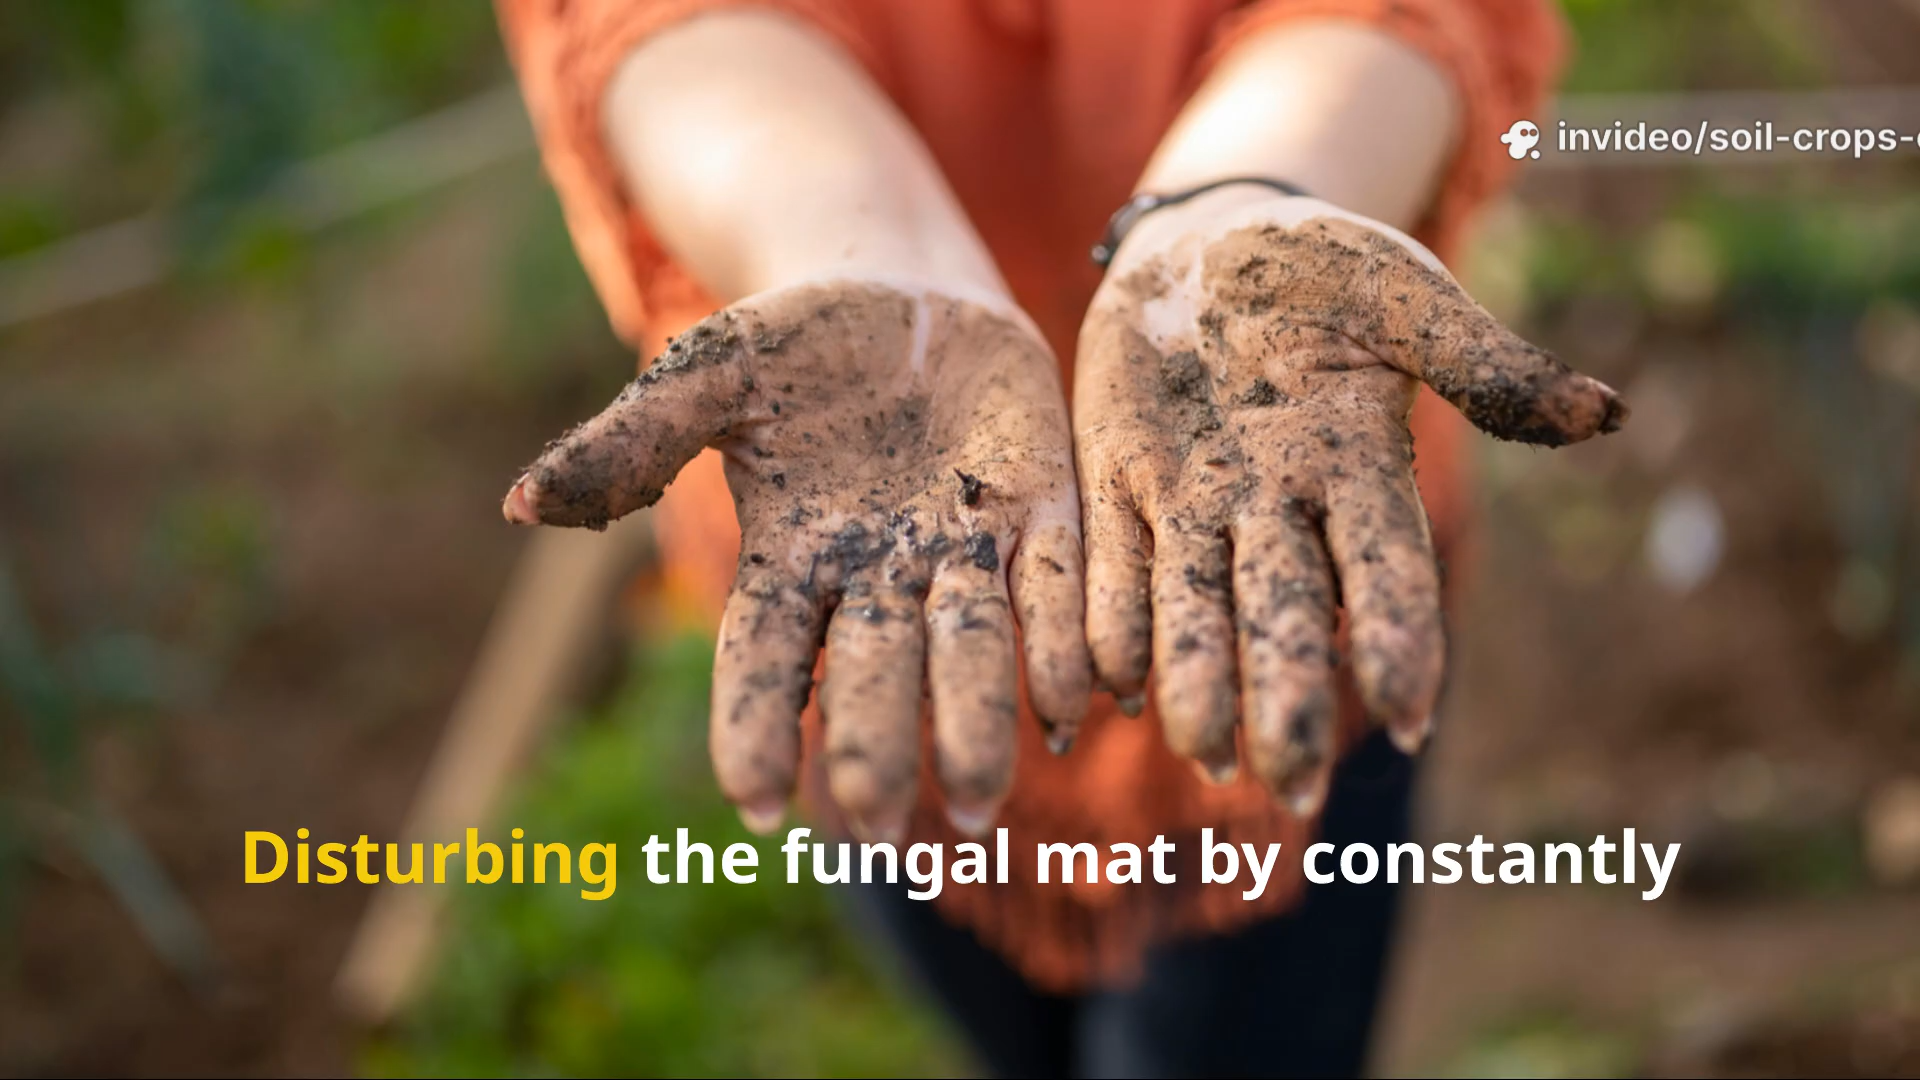 invideo/soil-crops-
Disturbing the fungal mat by constantly